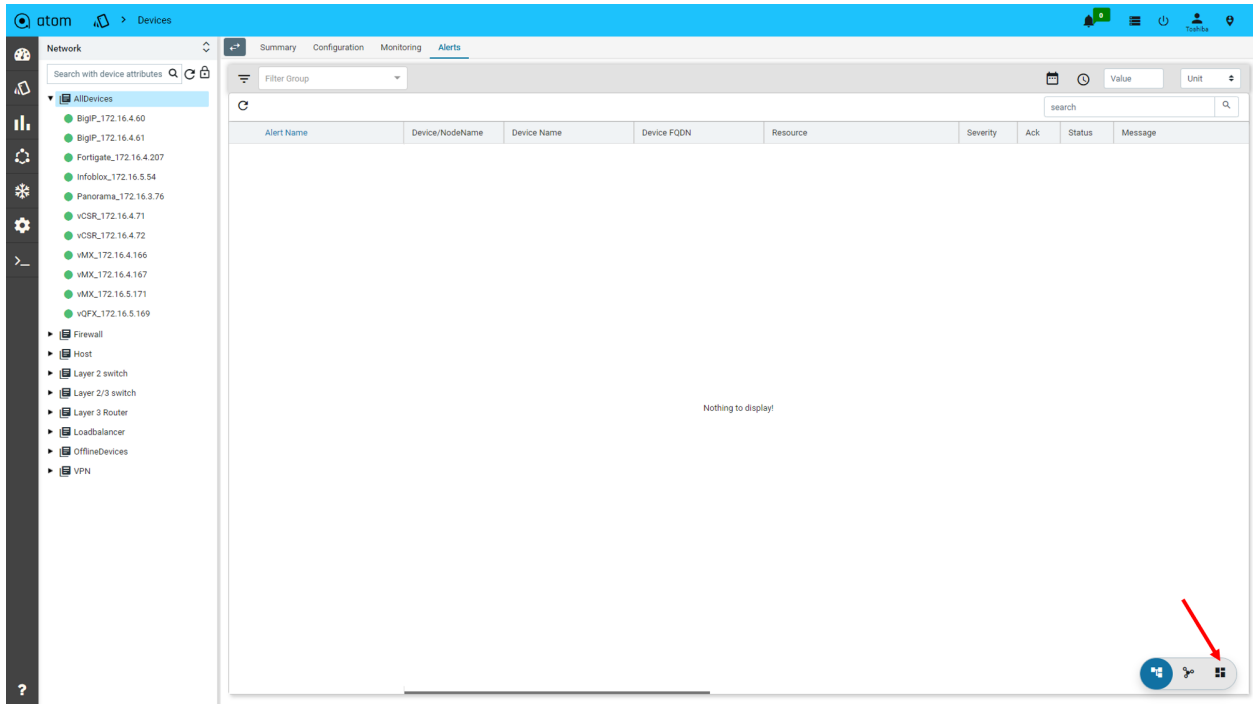 atom > Devices
0
Toshiba
Network
Summary Configuration Monitoring Alerts
Search with device attributes
Filter Group
Value Unit
AllDevices
search
BigIP_172.16.4.60
BigIP_172.16.4.61
Fortigate_172.16.4.207
Infoblox_172.16.5.54
Panorama_172.16.3.76
vCSR_172.16.4.71
vCSR_172.16.4.72
vMX_172.16.4.166
vMX_172.16.4.167
vMX_172.16.5.171
vQFX_172.16.5.169
Firewall
Host
Layer 2 switch
Layer 2/3 switch
Layer 3 Router
Loadbalancer
OfflineDevices
VPN
Alert Name Device/NodeName Device Name Device FQDN Resource Severity Ack Status Message
Nothing to display!
?